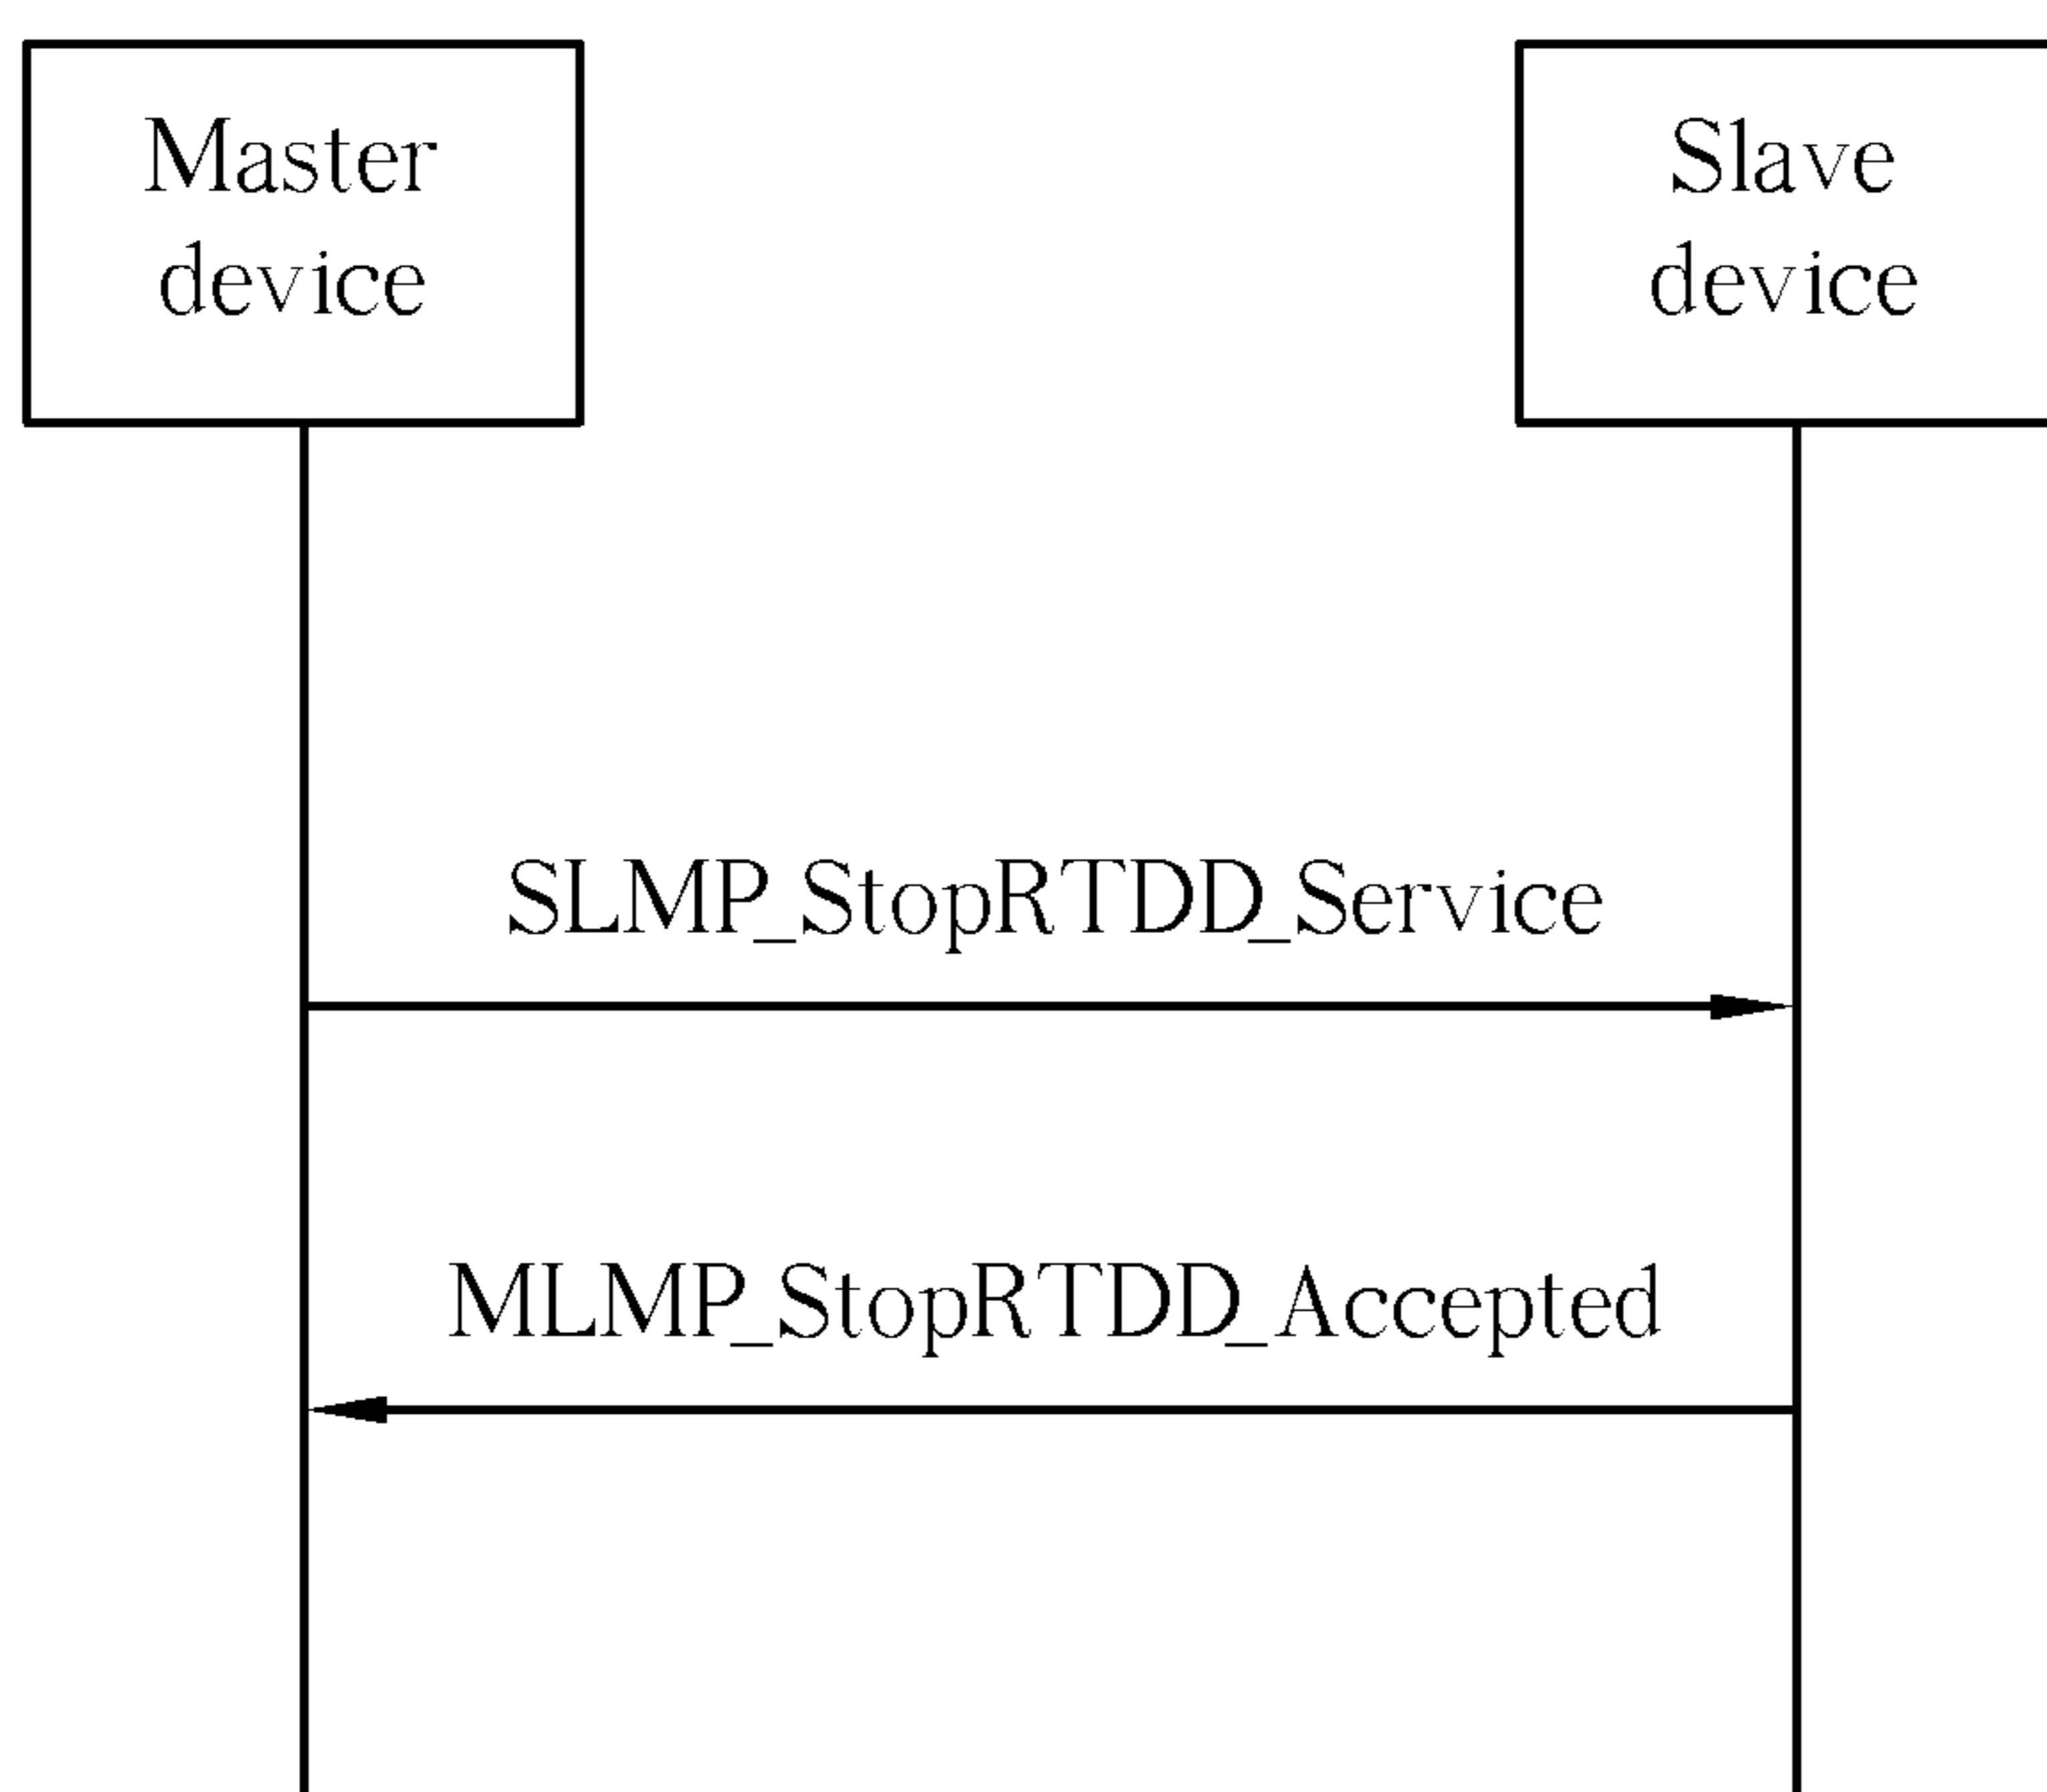 Master
device
Slave
device
SLMP_StopRTDD_Service
MLMP_StopRTDD_Accepted